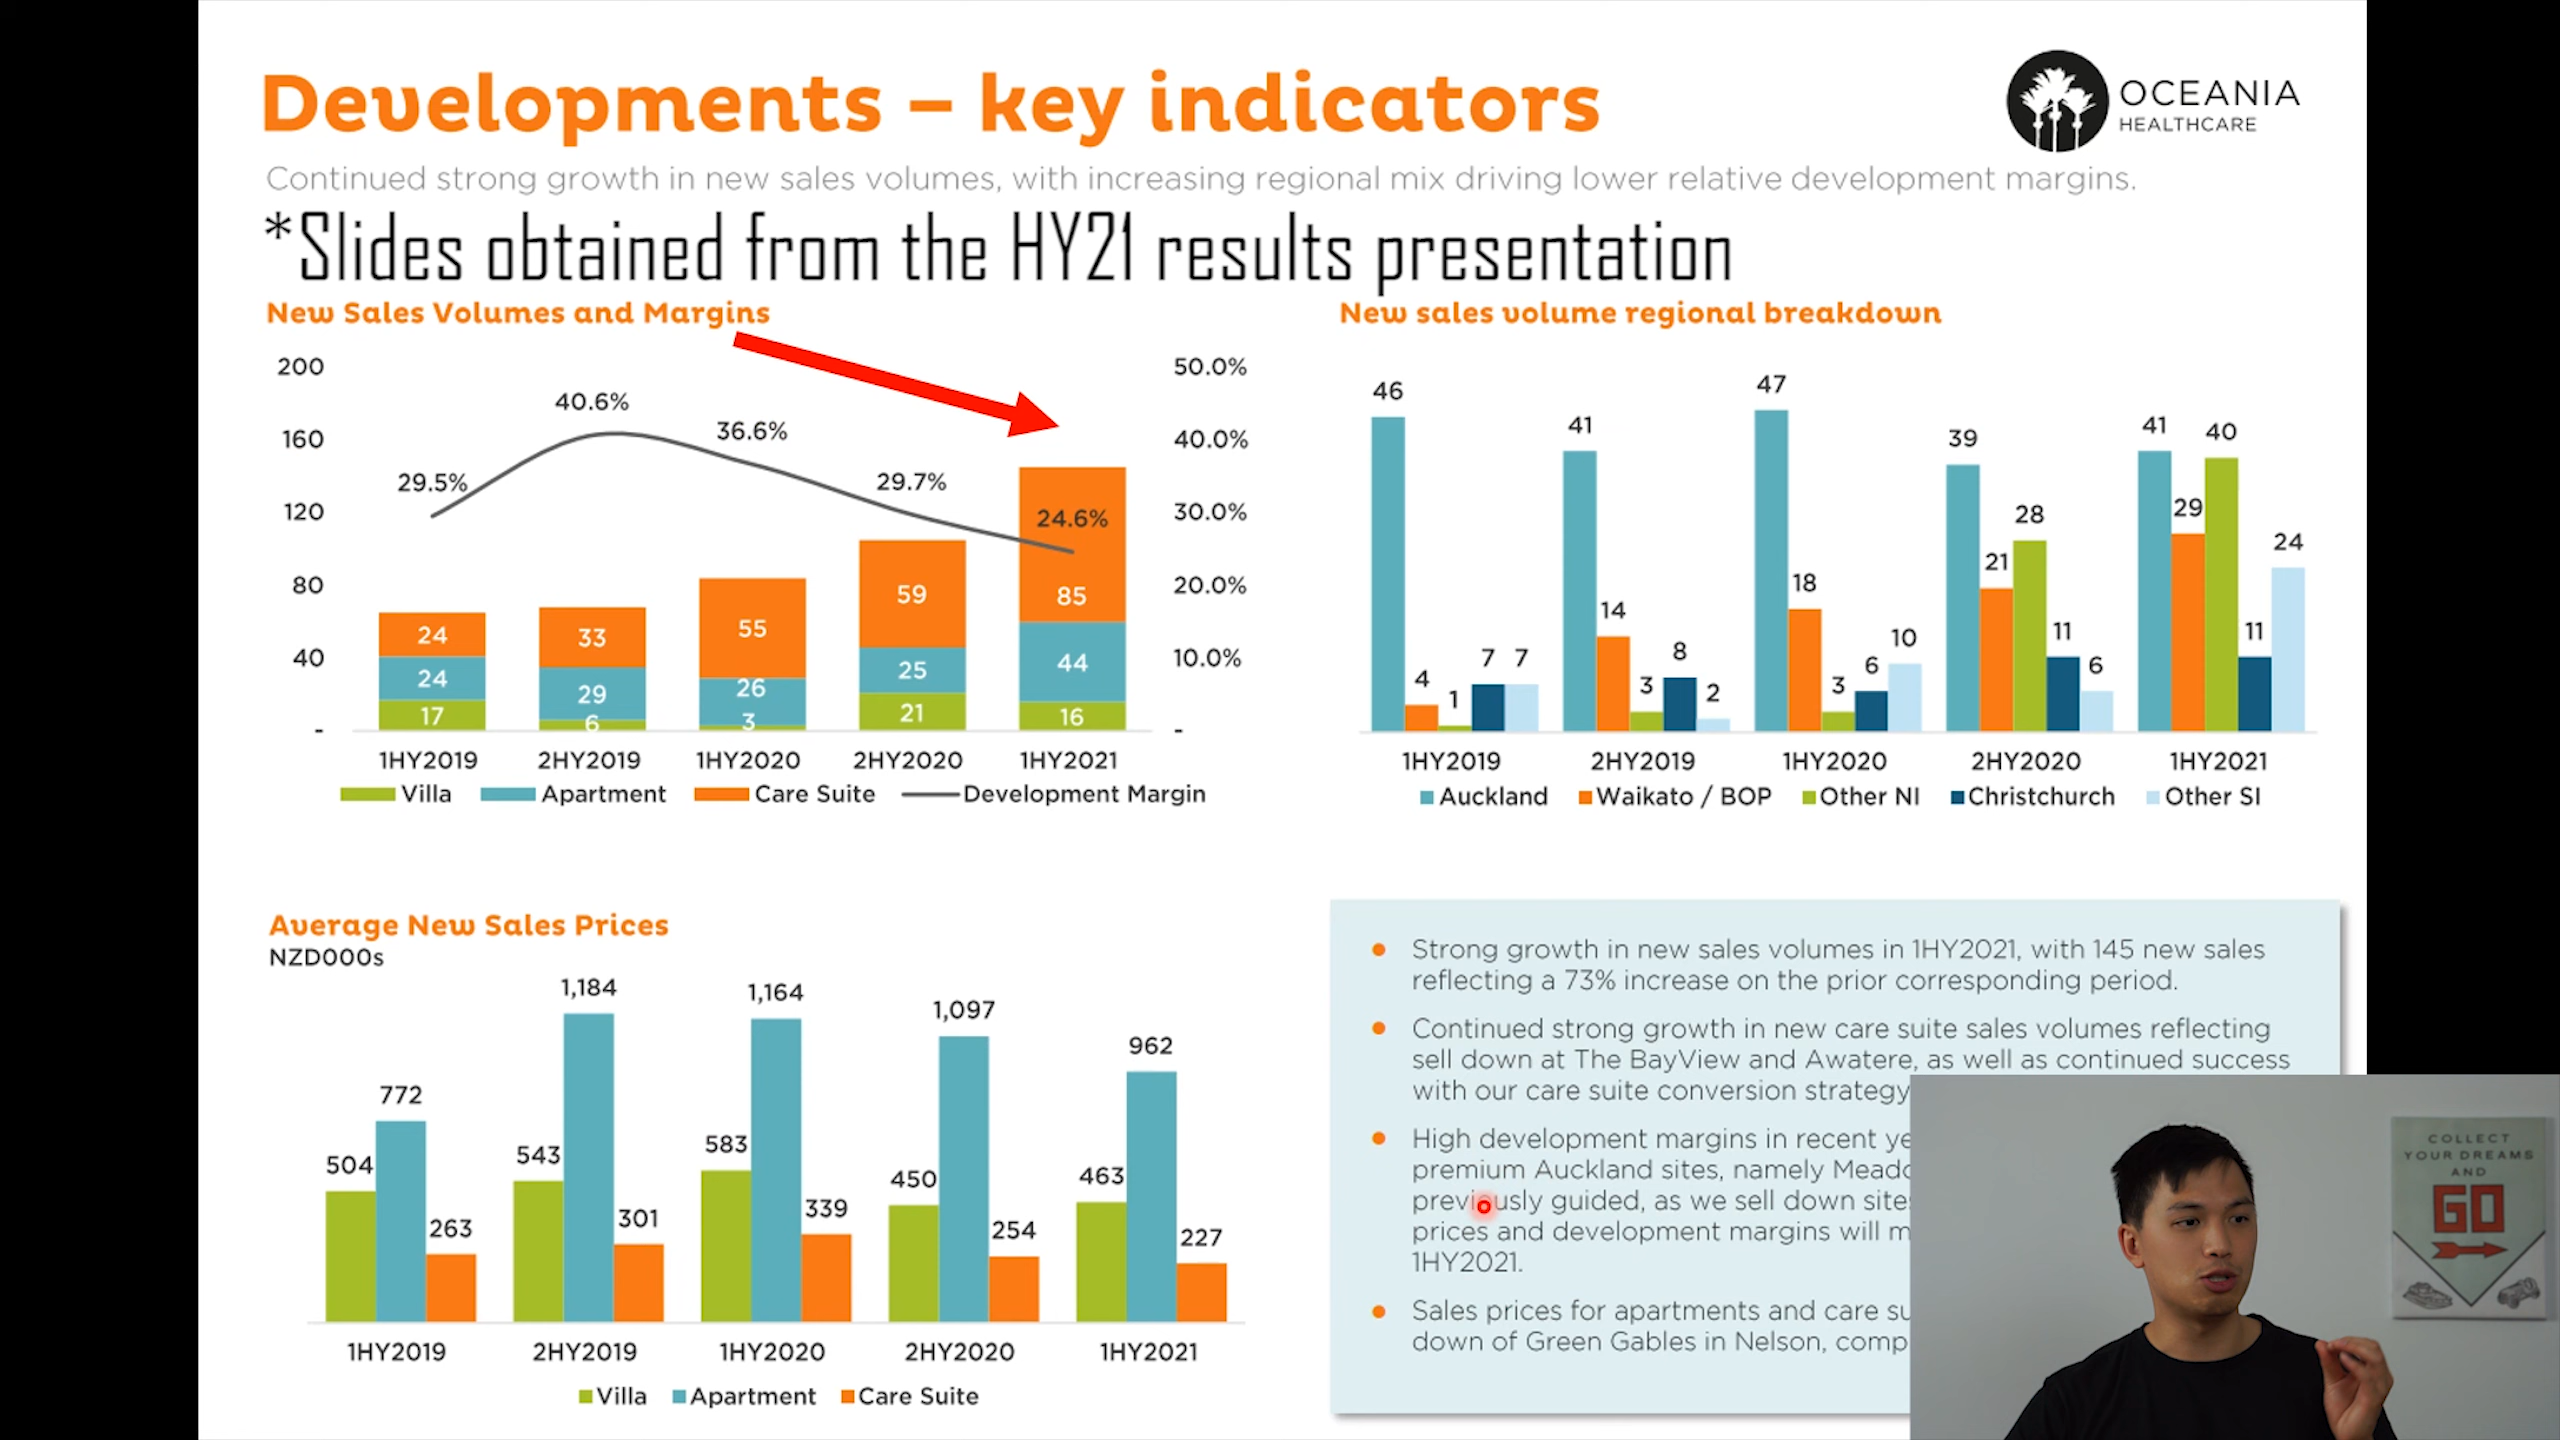 Developments – key indicators
OCEANIA
HEALTHCARE
Continued strong growth in new sales volumes, with increasing regional mix driving lower relative development margins.
*Slides obtained from the HY21 results presentation
New Sales Volumes and Margins
200
160
120
80
40
-
50.0%
40.0%
30.0%
20.0%
10.0%
-
29.5%
40.6%
36.6%
29.7%
24.6%
24
24
17
33
29
6
55
26
3
59
25
21
85
44
16
1HY2019 2HY2019 1HY2020 2HY2020 1HY2021
Villa Apartment Care Suite Development Margin
New sales volume regional breakdown
46 4 1 7 7
41 14 3 8 2
47 18 3 6 10
39 21 28 11 6
41 29 40 11 24
1HY2019 2HY2019 1HY2020 2HY2020 1HY2021
Auckland Waikato / BOP Other NI Christchurch Other SI
Average New Sales Prices
NZD000s
504 772 263
543 1,184 301
583 1,164 339
450 1,097 254
463 962 227
1HY2019 2HY2019 1HY2020 2HY2020 1HY2021
Villa Apartment Care Suite
Strong growth in new sales volumes in 1HY2021, with 145 new sales
reflecting a 73% increase on the prior corresponding period.
Continued strong growth in new care suite sales volumes reflecting
sell down at The BayView and Awatere, as well as continued success
with our care suite conversion strategy
High development margins in recent ye
premium Auckland sites, namely Meado
previously guided, as we sell down site
prices and development margins will m
1HY2021.
Sales prices for apartments and care su
down of Green Gables in Nelson, comp
COLLECT
YOUR DREAMS
AND
GO